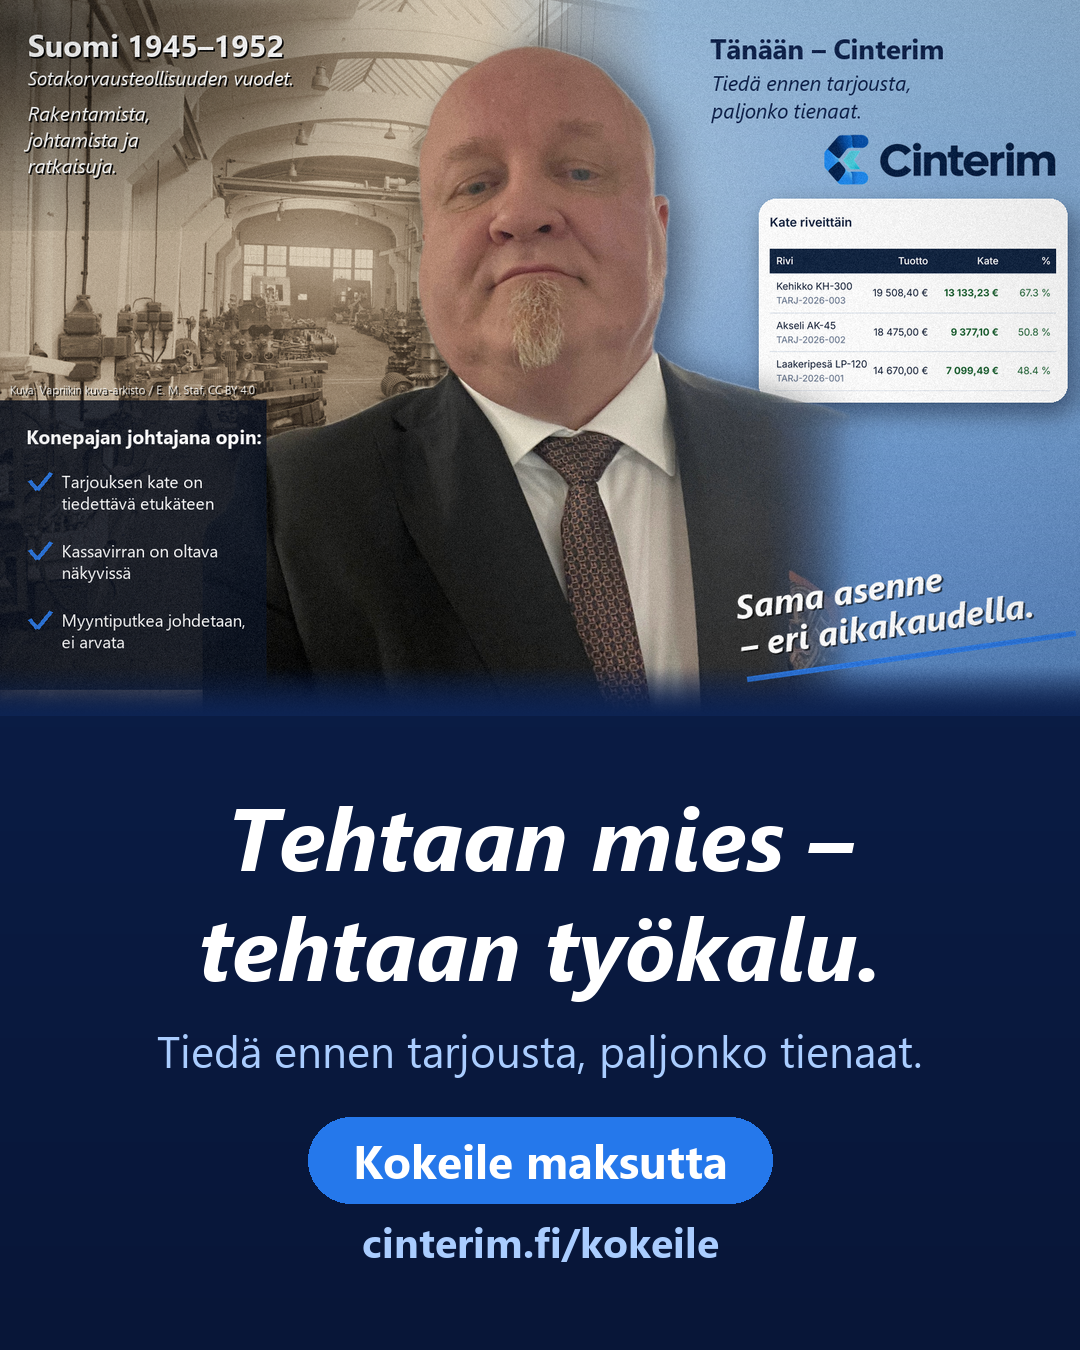 Suomi 1945–1952
Sotakorvausteollisuuden vuodet.
Rakentamista,
johtamista ja
ratkaisuja.
Kuva: Vapriikin kuva-arkisto / E. M. Staf, CC BY 4.0
Konepajan johtajana opin:
Tarjouksen kate on
tiedettävä etukäteen
Kassavirran on oltava
näkyvissä
Myyntiputkea johdetaan,
ei arvata
Tänään – Cinterim
Tiedä ennen tarjousta,
paljonko tienaat.
Cinterim
Kate riveittäin
Rivi Tuotto Kate %
Kehikko KH-300 19 508,40 € 13 133,23 € 67.3 %
TARJ-2026-003
Akseli AK-45 18 475,00 € 9 377,10 € 50.8 %
TARJ-2026-002
Laakeripesä LP-120 14 670,00 € 7 099,49 € 48.4 %
TARJ-2026-001
Sama asenne
– eri aikakaudella.
Tehtaan mies –
tehtaan työkalu.
Tiedä ennen tarjousta, paljonko tienaat.
Kokeile maksutta
cinterim.fi/kokeile